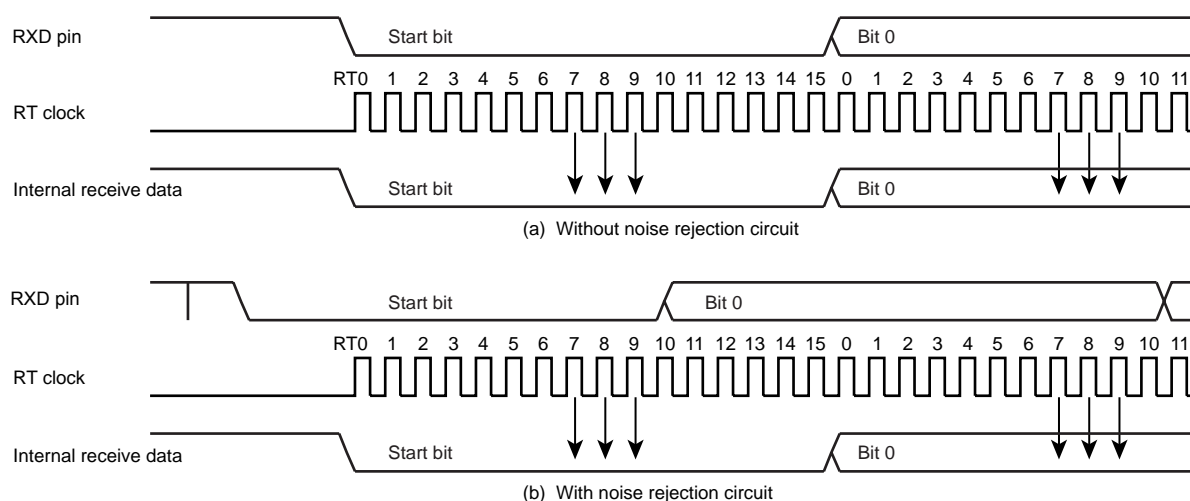 RXD pin Start bit Bit 0
RT0 1 2 3 4 5 6 7 8 9 10 11 12 13 14 15 0 1 2 3 4 5 6 7 8 9 10 11
RT clock
Internal receive data Start bit Bit 0
(a) Without noise rejection circuit
RXD pin Start bit Bit 0
RT0 1 2 3 4 5 6 7 8 9 10 11 12 13 14 15 0 1 2 3 4 5 6 7 8 9 10 11
RT clock
Internal receive data Start bit Bit 0
(b) With noise rejection circuit